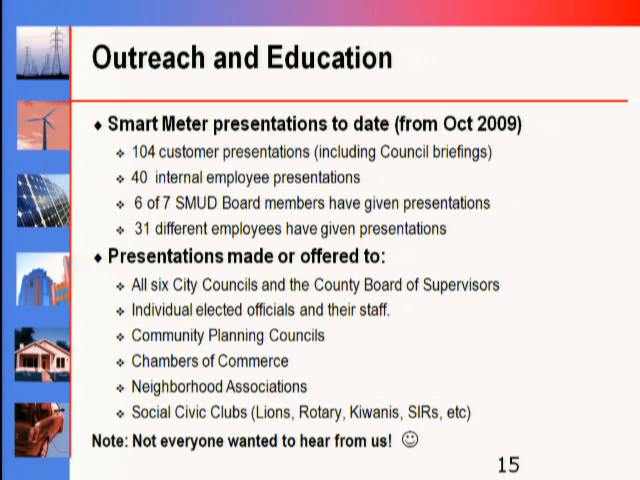 Outreach and Education
♦ Smart Meter presentations to date (from Oct 2009)
❖ 104 customer presentations (including Council briefings)
❖ 40 internal employee presentations
❖ 6 of 7 SMUD Board members have given presentations
❖ 31 different employees have given presentations
♦ Presentations made or offered to:
❖ All six City Councils and the County Board of Supervisors
❖ Individual elected officials and their staff.
❖ Community Planning Councils
❖ Chambers of Commerce
❖ Neighborhood Associations
❖ Social Civic Clubs (Lions, Rotary, Kiwanis, SIRs, etc)
Note: Not everyone wanted to hear from us! ☺
15